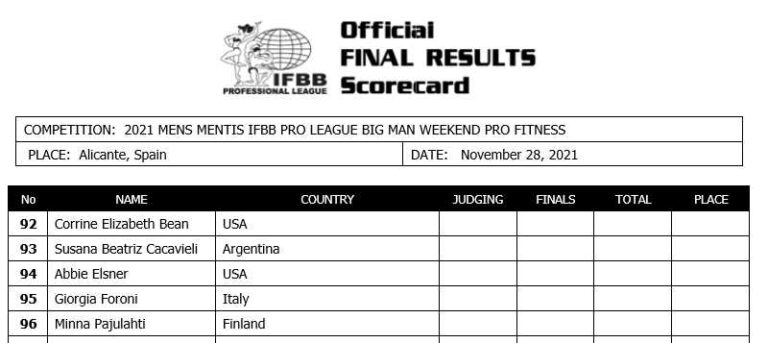 Official
FINAL RESULTS
Scorecard
IFBB
PROFESSIONAL LEAGUE
COMPETITION: 2021 MENS MENTIS IFBB PRO LEAGUE BIG MAN WEEKEND PRO FITNESS
PLACE: Alicante, Spain DATE: November 28, 2021
No NAME COUNTRY JUDGING FINALS TOTAL PLACE
92 Corrine Elizabeth Bean USA
93 Susana Beatriz Cacavieli Argentina
94 Abbie Elsner USA
95 Giorgia Foroni Italy
96 Minna Pajulahti Finland